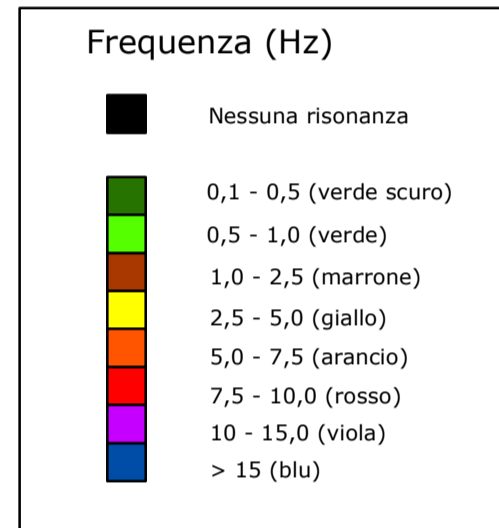 Frequenza (Hz)
Nessuna risonanza
0,1 - 0,5 (verde scuro)
0,5 - 1,0 (verde)
1,0 - 2,5 (marrone)
2,5 - 5,0 (giallo)
5,0 - 7,5 (arancio)
7,5 - 10,0 (rosso)
10 - 15,0 (viola)
> 15 (blu)